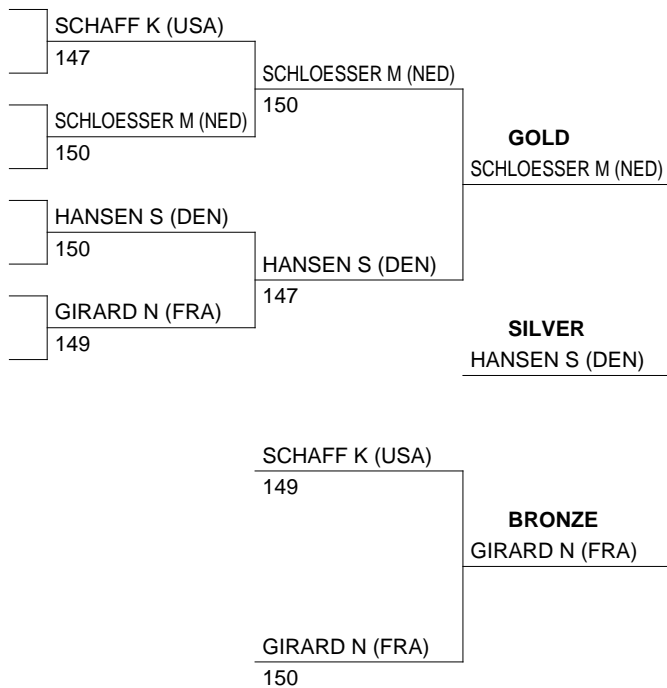 SCHAFF K (USA)
147
SCHLOESSER M (NED)
150
SCHLOESSER M (NED)
150
GOLD
SCHLOESSER M (NED)
HANSEN S (DEN)
150
HANSEN S (DEN)
147
GIRARD N (FRA)
149
SILVER
HANSEN S (DEN)
SCHAFF K (USA)
149
BRONZE
GIRARD N (FRA)
GIRARD N (FRA)
150